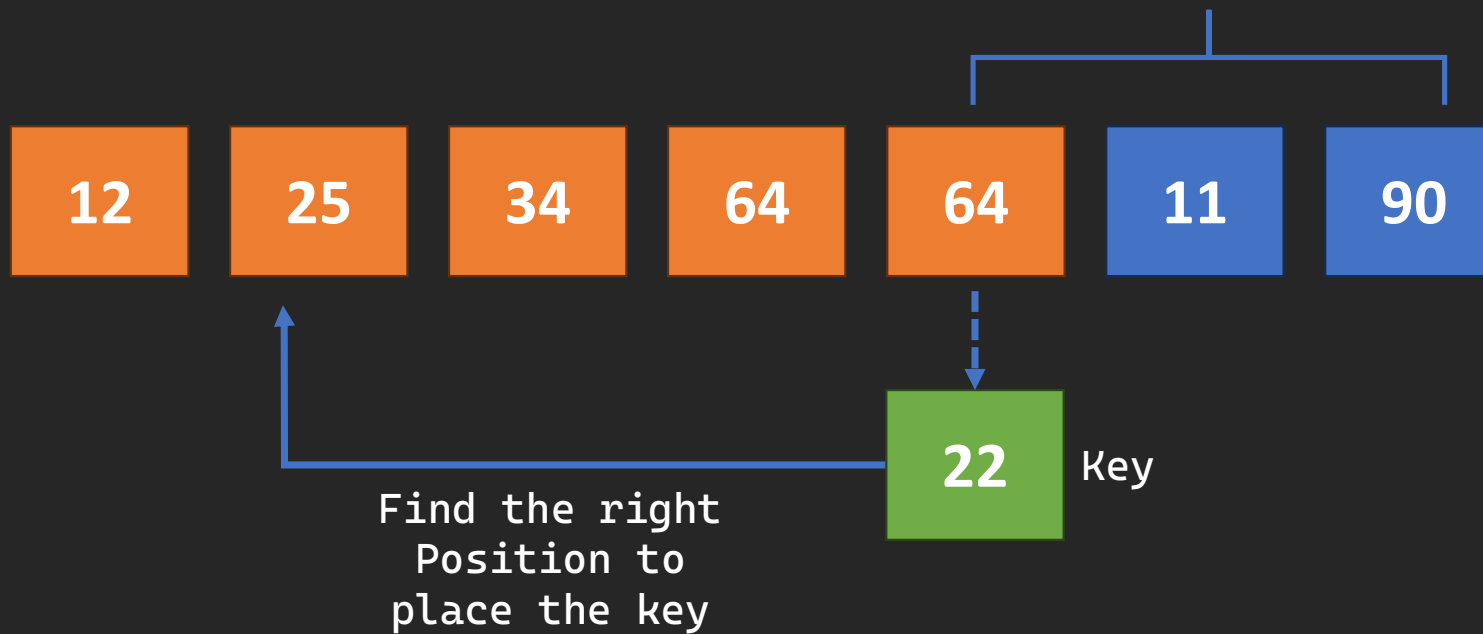 12 25 34 64 64 11 90
22 Key
Find the right
Position to
place the key